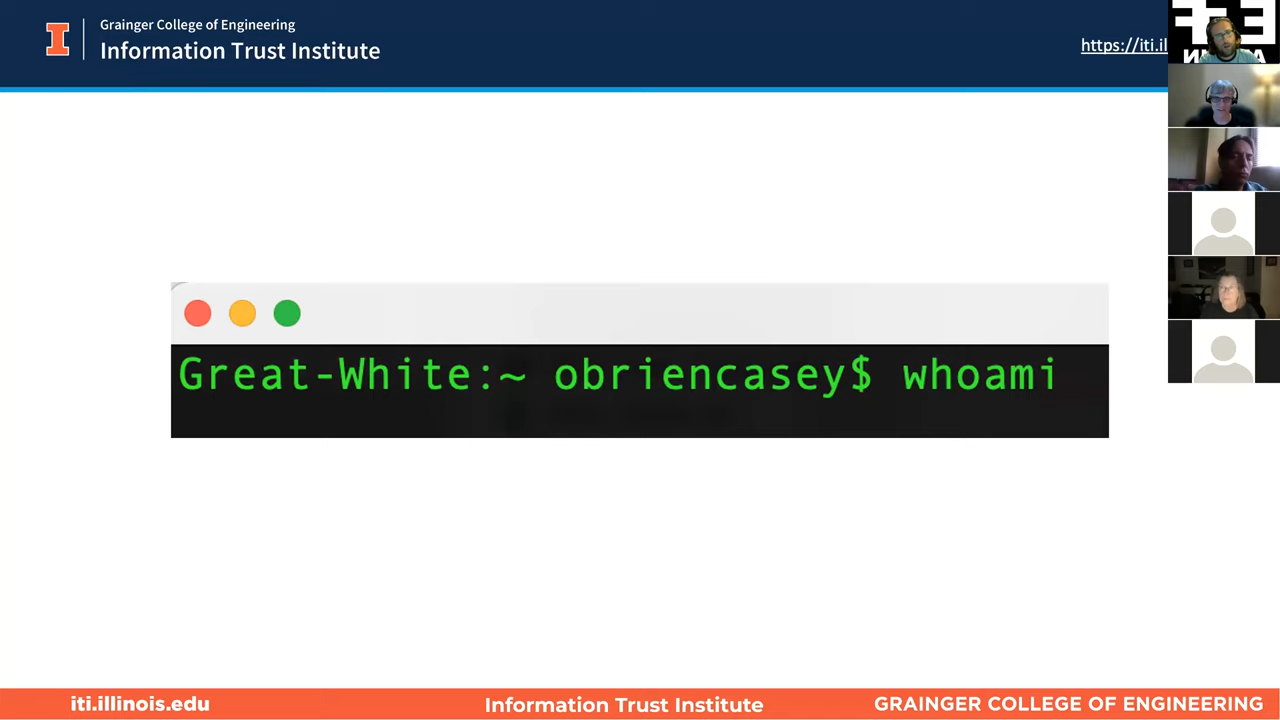 Grainger College of Engineering
Information Trust Institute
https://iti.il
Great-White:~ obriencasey$ whoami
iti.illinois.edu
Information Trust Institute
GRAINGER COLLEGE OF ENGINEERING